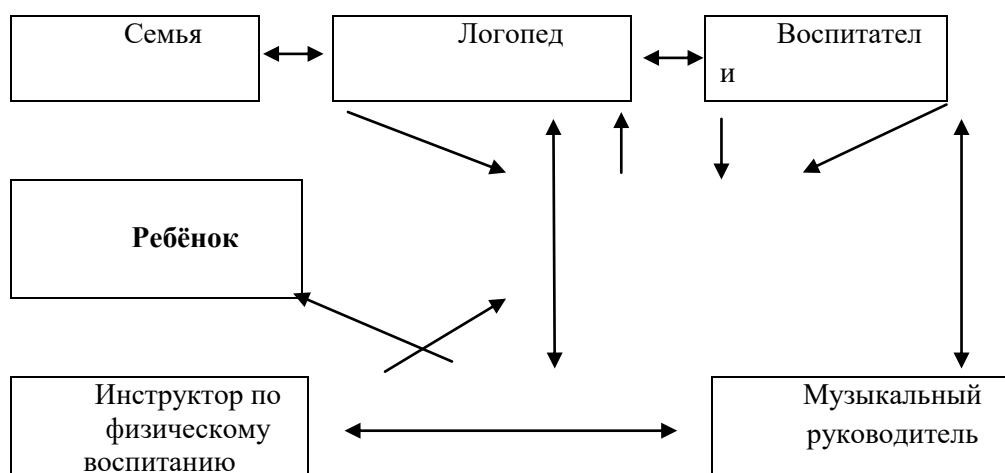 Семья
Логопед
Воспитател
и
Ребёнок
Инструктор по
физическому
воспитанию
Музыкальный
руководитель